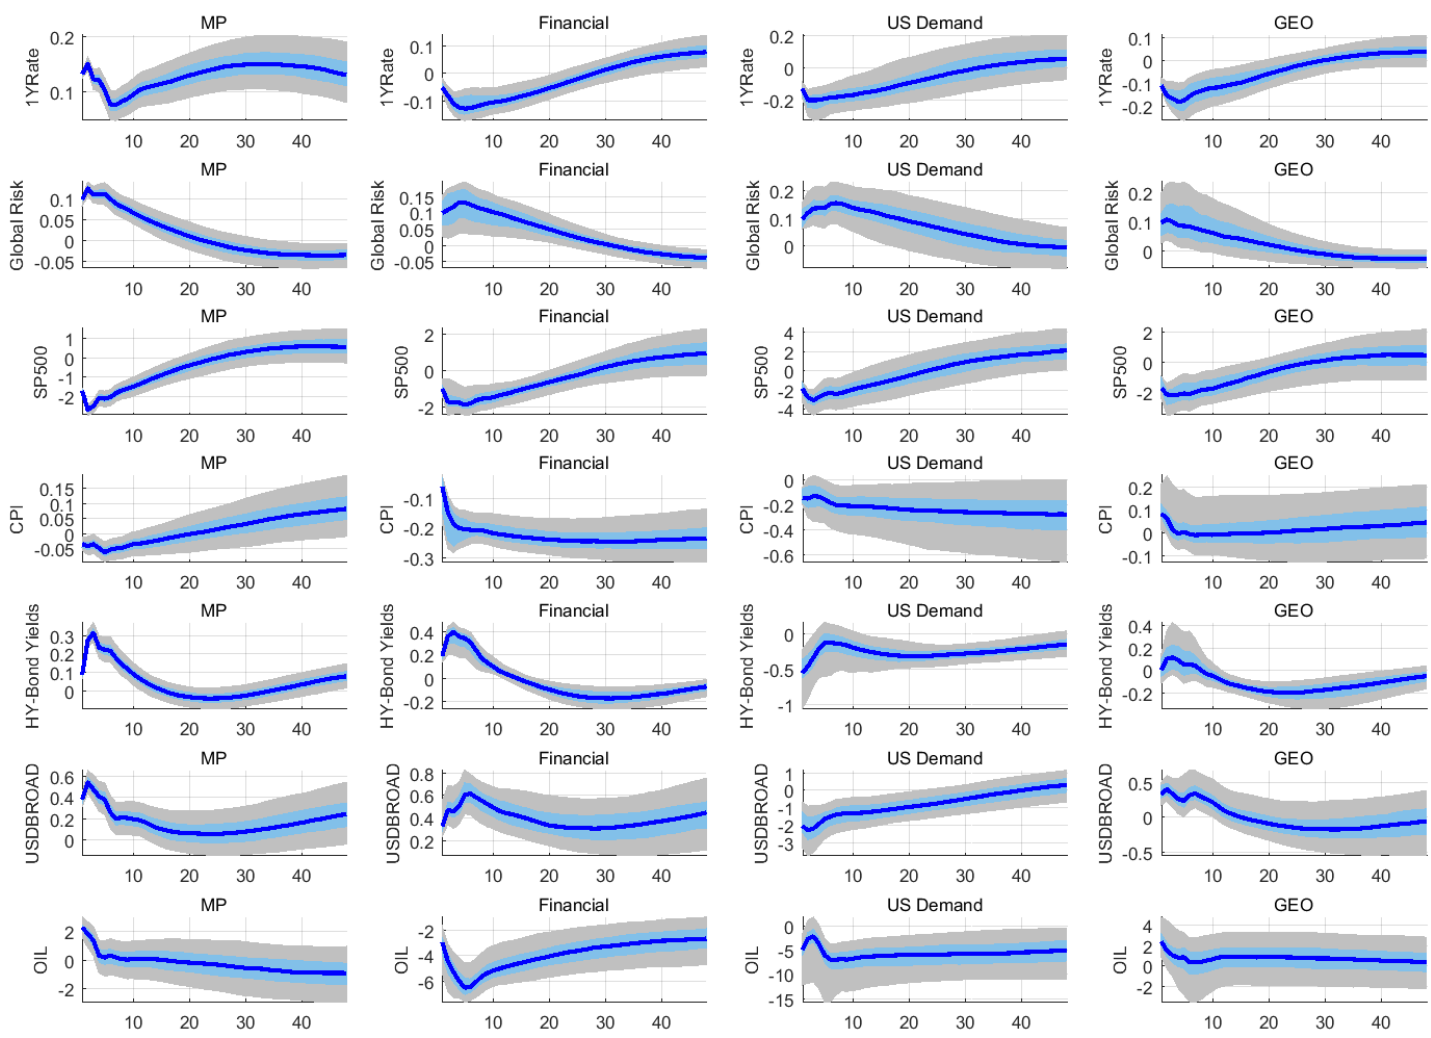 MP Financial US Demand GEO
0.2 0.1 1YRate 10 20 30 40
0.1 0 -0.1 1YRate 10 20 30 40
0.2 0 -0.2 1YRate 10 20 30 40
0.1 0 -0.1 -0.2 1YRate 10 20 30 40
MP Financial US Demand GEO
0.1 0.05 0 -0.05 Global Risk 10 20 30 40
0.15 0.1 0.05 0 -0.05 Global Risk 10 20 30 40
0.2 0.1 0 Global Risk 10 20 30 40
0.2 0.1 0 Global Risk 10 20 30 40
MP Financial US Demand GEO
1 0 -1 -2 SP500 10 20 30 40
2 0 -2 SP500 10 20 30 40
4 2 0 -2 -4 SP500 10 20 30 40
2 0 -2 SP500 10 20 30 40
MP Financial US Demand GEO
0.15 0.1 0.05 0 -0.05 CPI 10 20 30 40
-0.1 -0.2 -0.3 CPI 10 20 30 40
0 -0.2 -0.4 -0.6 CPI 10 20 30 40
0.2 0.1 0 -0.1 CPI 10 20 30 40
MP Financial US Demand GEO
0.3 0.2 0.1 0 HY-Bond Yields 10 20 30 40
0.4 0.2 0 -0.2 HY-Bond Yields 10 20 30 40
0 -0.5 -1 HY-Bond Yields 10 20 30 40
0.4 0.2 0 -0.2 HY-Bond Yields 10 20 30 40
MP Financial US Demand GEO
0.6 0.4 0.2 0 USDBROAD 10 20 30 40
0.8 0.6 0.4 0.2 USDBROAD 10 20 30 40
1 0 -1 -2 -3 USDBROAD 10 20 30 40
0.5 0 -0.5 USDBROAD 10 20 30 40
MP Financial US Demand GEO
2 0 -2 OIL 10 20 30 40
-2 -4 -6 OIL 10 20 30 40
0 -5 -10 -15 OIL 10 20 30 40
4 2 0 -2 OIL 10 20 30 40